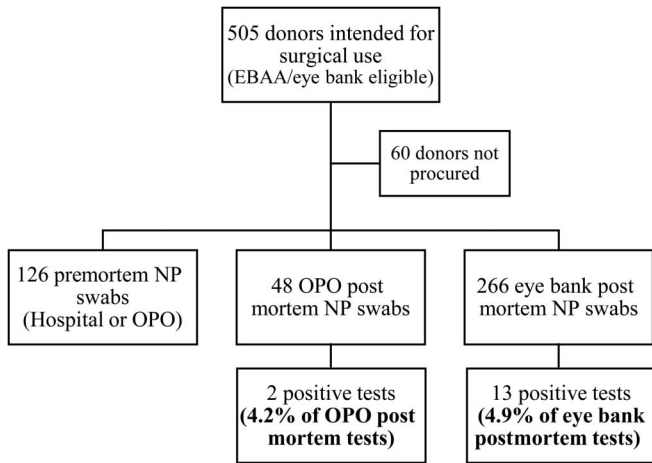 505 donors intended for
surgical use
(EBAA/eye bank eligible)
60 donors not
procured
126 premortem NP
swabs
(Hospital or OPO)
48 OPO post
mortem NP swabs
266 eye bank post
mortem NP swabs
2 positive tests
(4.2% of OPO post
mortem tests)
13 positive tests
(4.9% of eye bank
postmortem tests)